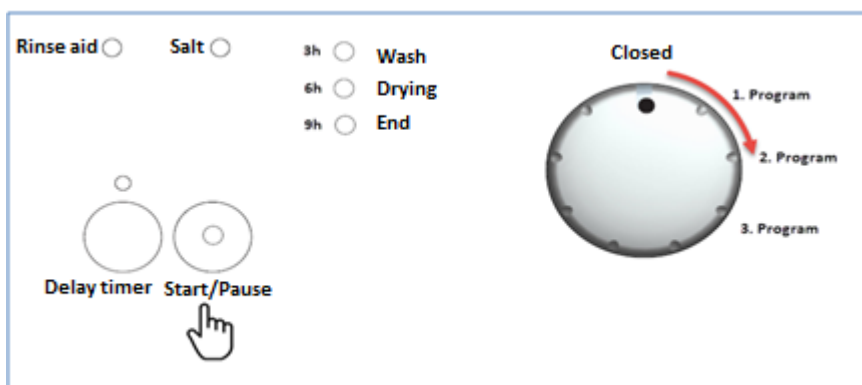 Rinse aid
Salt
3h Wash
6h Drying
9h End
Closed
1. Program
2. Program
3. Program
Delay timer
Start/Pause